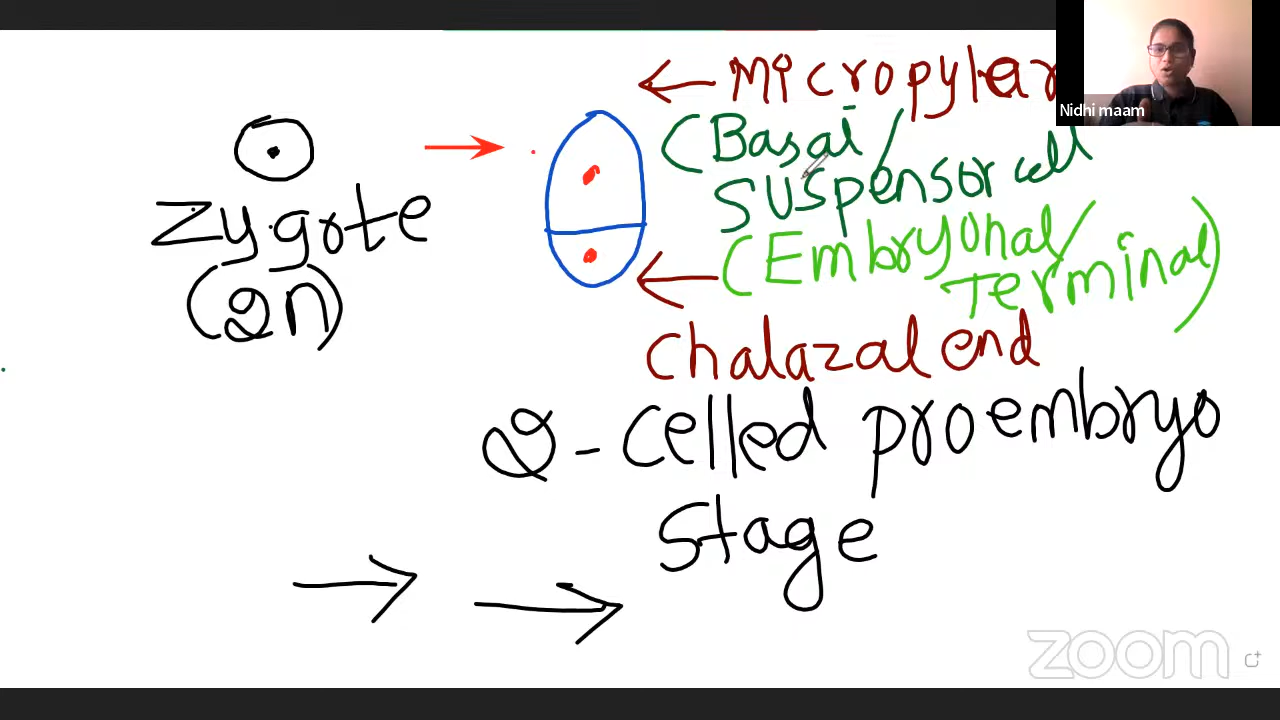 ← Micropylar
Nidhi maam
(Basal/
suspensor cell
Zygote
(2n)
(Embryonal/
Terminal)
Chalazal end
2-celled proembryo
stage
zoom